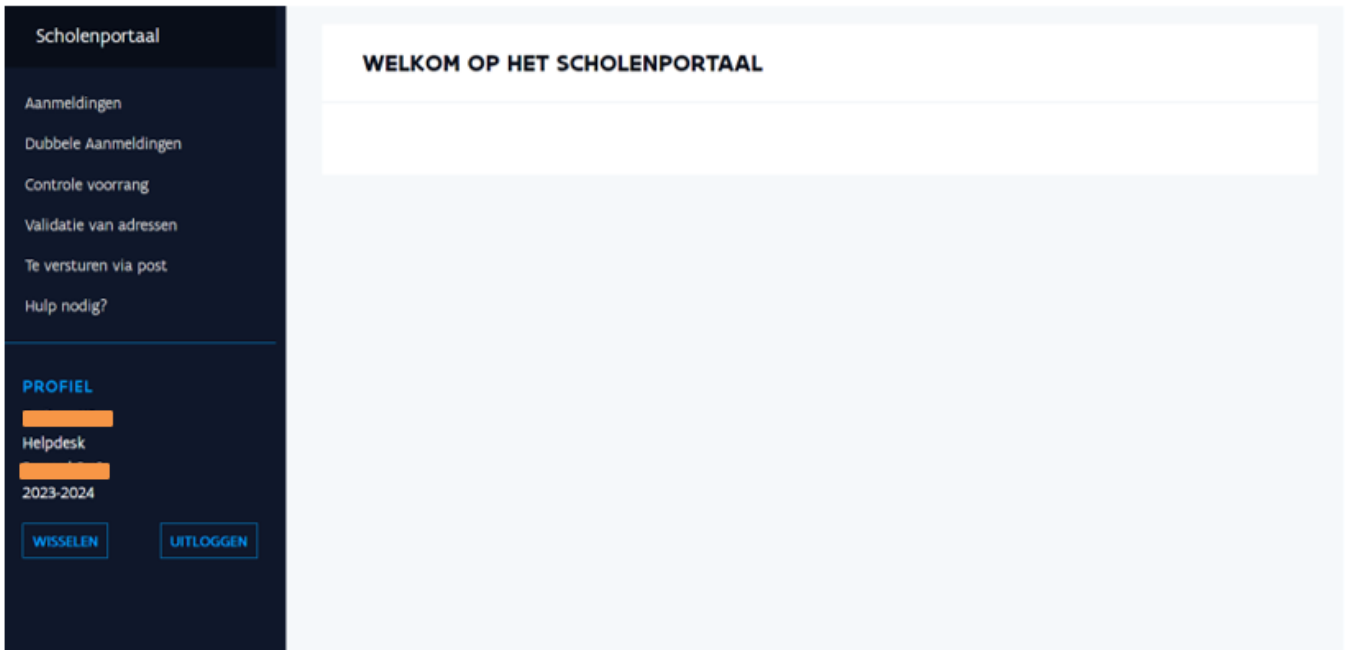 Scholenportaal
Aanmeldingen
Dubbele Aanmeldingen
Controle voorrang
Validatie van adressen
Te versturen via post
Hulp nodig?
PROFIEL
Helpdesk
2023-2024
WISSELEN
UITLOGGEN
WELKOM OP HET SCHOLENPORTAAL